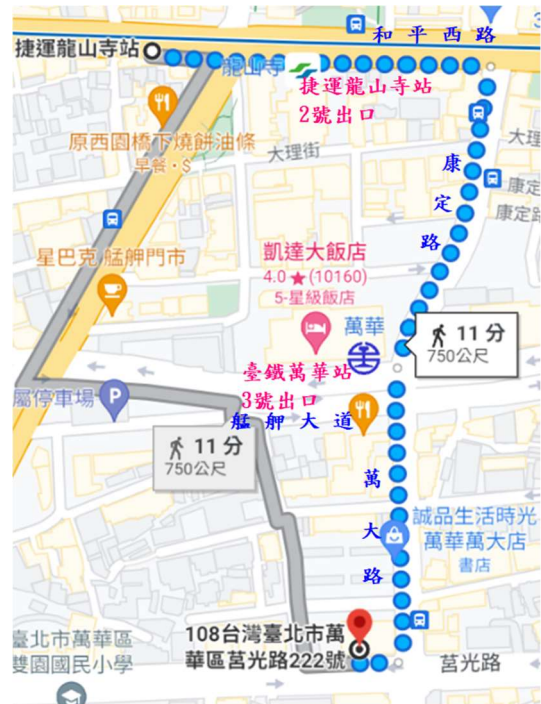 和平西路
捷運龍山寺站
龍山寺
捷運龍山寺站
2號出口
原西園橋下燒餅油條
早餐・$
大理街
大理
康定
康定路
康定路
星巴克 艋舺門市
凱達大飯店
4.0 ★ (10160)
5-星級飯店
萬華
11 分
750公尺
臺鐵萬華站
3號出口
屬停車場
P
艋舺大道
11 分
750公尺
萬大路
誠品生活時光
萬華萬大店
書店
108台灣臺北市萬
華區莒光路222號
臺北市萬華區
雙園國民小學
莒光路